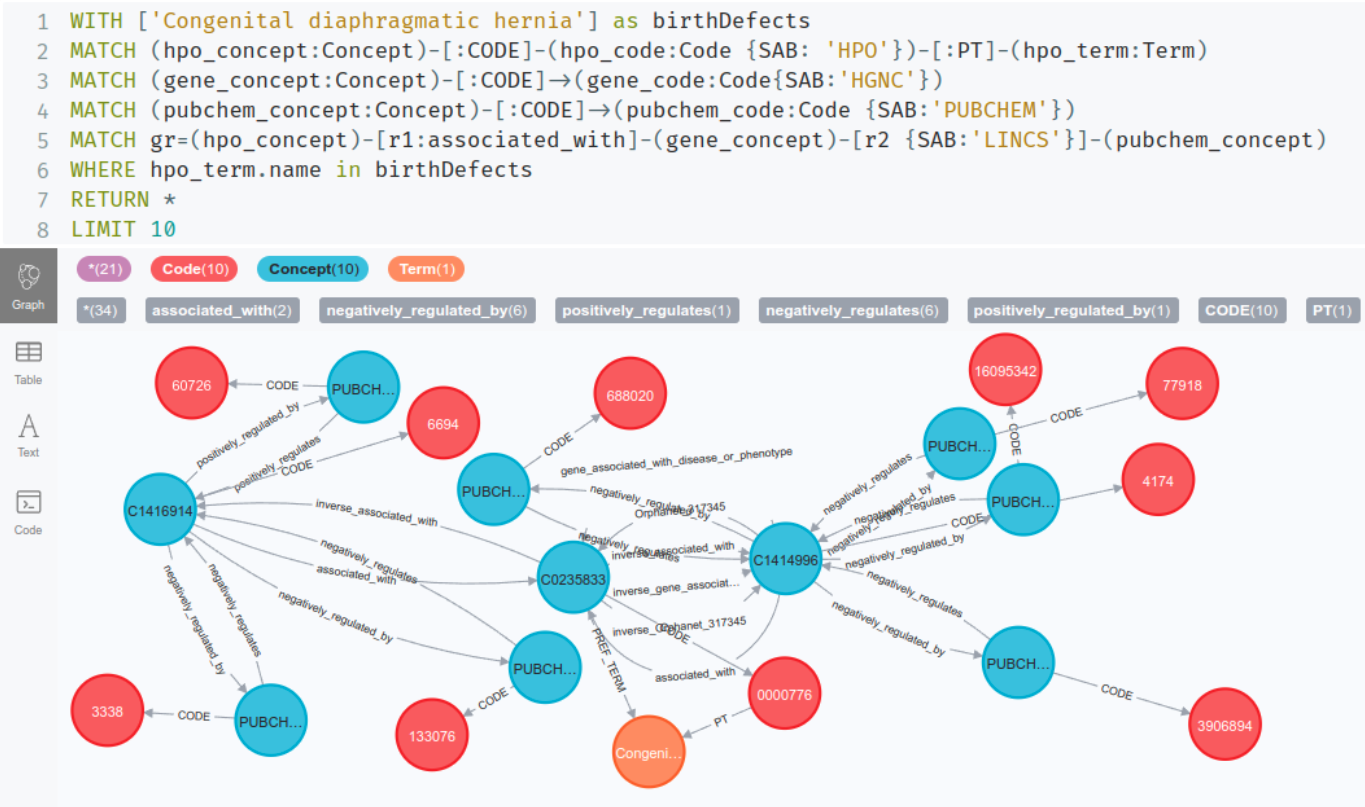 1 WITH ['Congenital diaphragmatic hernia'] as birthDefects
2 MATCH (hpo_concept:Concept)-[:CODE]-(hpo_code:Code {SAB: 'HPO'})-[:PT]-(hpo_term:Term)
3 MATCH (gene_concept:Concept)-[:CODE]→(gene_code:Code{SAB:'HGNC'})
4 MATCH (pubchem_concept:Concept)-[:CODE]→(pubchem_code:Code {SAB:'PUBCHEM'})
5 MATCH gr=(hpo_concept)-[r1:associated_with]-(gene_concept)-[r2 {SAB:'LINCS'}]-(pubchem_concept)
6 WHERE hpo_term.name in birthDefects
7 RETURN *
8 LIMIT 10
Graph
Table
Text
Code
*(21) Code(10) Concept(10) Term(1)
*(34) associated_with(2) negatively_regulated_by(6) positively_regulates(1) negatively_regulates(6) positively_regulated_by(1) CODE(10) PT(1)
60726
CODE
PUBCH...
positively_regulated_by
positively_regulates
CODE
6694
688020
CODE
PUBCH...
gene_associated_with_disease_or_phenotype
16095342
77918
CODE
CODE
PUBCH...
negatively_regulates
negatively_regulated_by
negatively_regulates
PUBCH...
4174
CODE
negatively_regulated_by
C1416914
inverse_associated_with
negatively_regulates
associated_with
negatively_regulated_by
negatively_regulated_by
negatively_regulates
C0235833
C1414996
inverse_gene_associat...
Orphanet_317345
CODE
PREF_TERM
associated_with
negatively_regulates
negatively_regulated_by
PUBCH...
CODE
3906894
PUBCH...
CODE
133076
0000776
PT
Congeni...
3338
CODE
PUBCH...